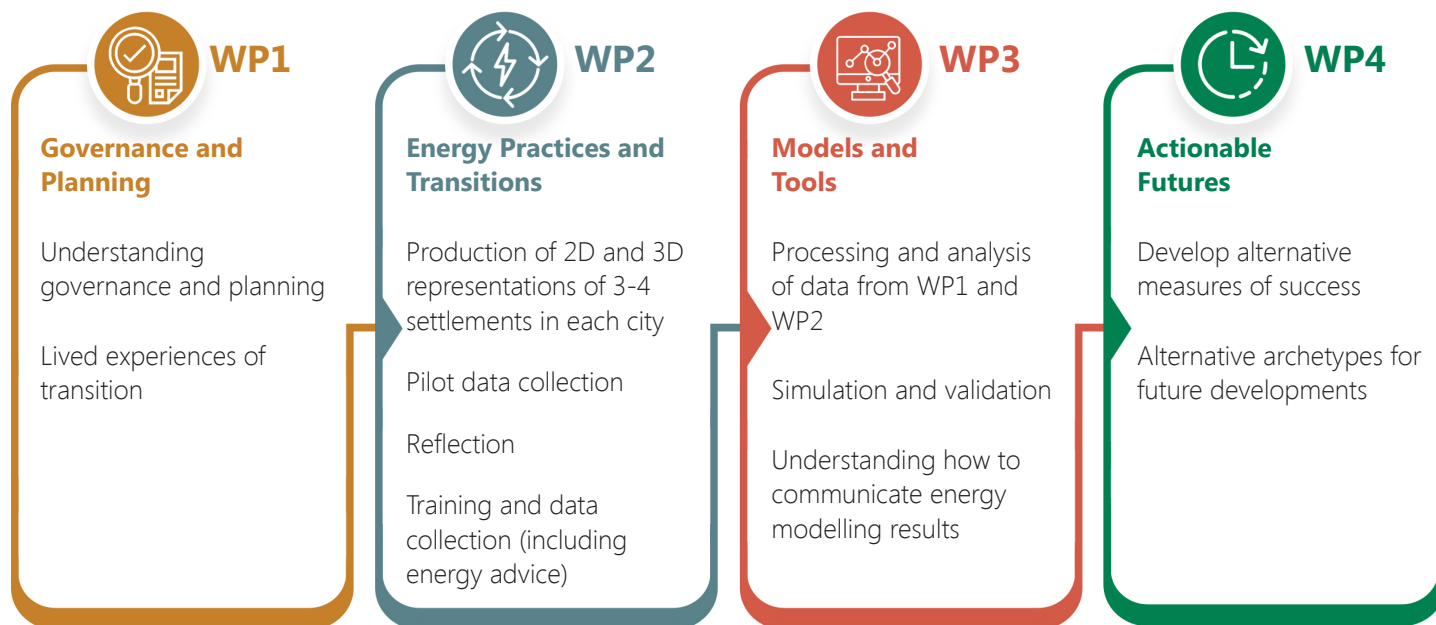 WP1
Governance and
Planning
Understanding
governance and planning
Lived experiences of
transition
WP2
Energy Practices and
Transitions
Production of 2D and 3D
representations of 3-4
settlements in each city
Pilot data collection
Reflection
Training and data
collection (including
energy advice)
WP3
Models and
Tools
Processing and analysis
of data from WP1 and
WP2
Simulation and validation
Understanding how to
communicate energy
modelling results
WP4
Actionable
Futures
Develop alternative
measures of success
Alternative archetypes for
future developments